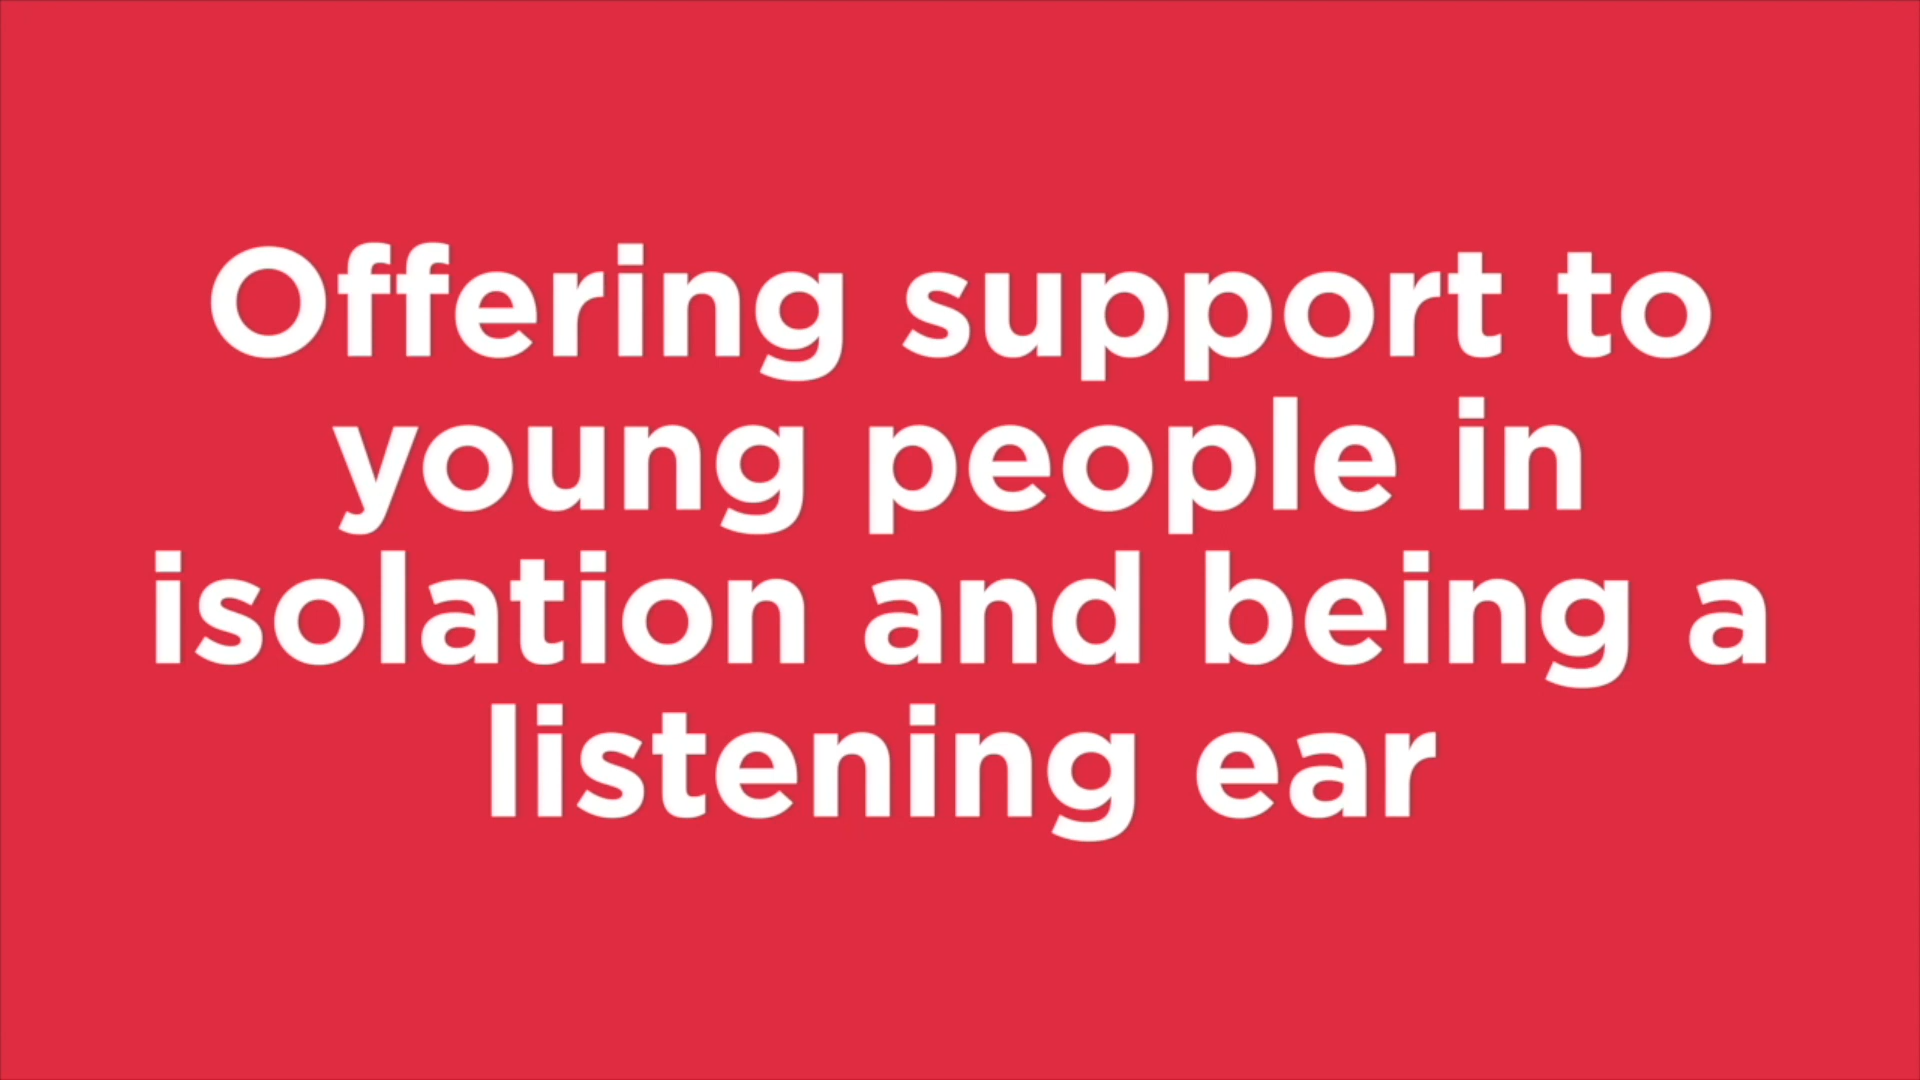 Offering support to
young people in
isolation and being a
listening ear